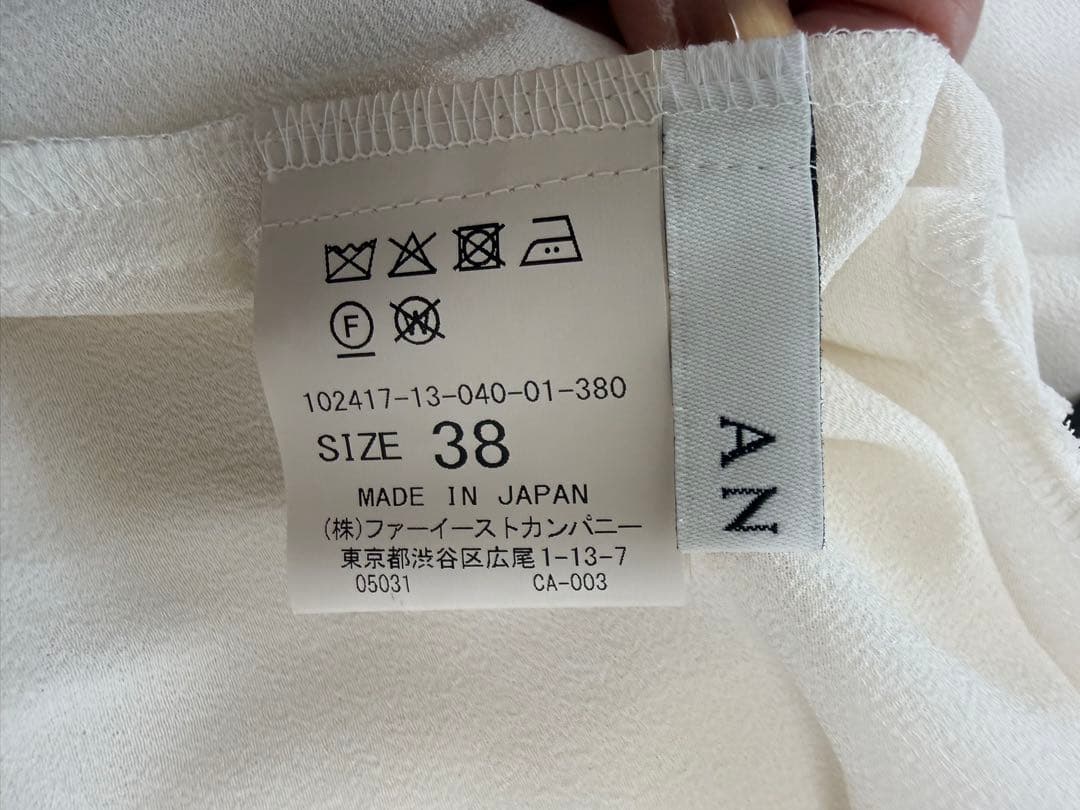 F W
102417-13-040-01-380
SIZE 38
MADE IN JAPAN
(株)ファーイーストカンパニー
東京都渋谷区広尾1-13-7
05031 CA-003
AN